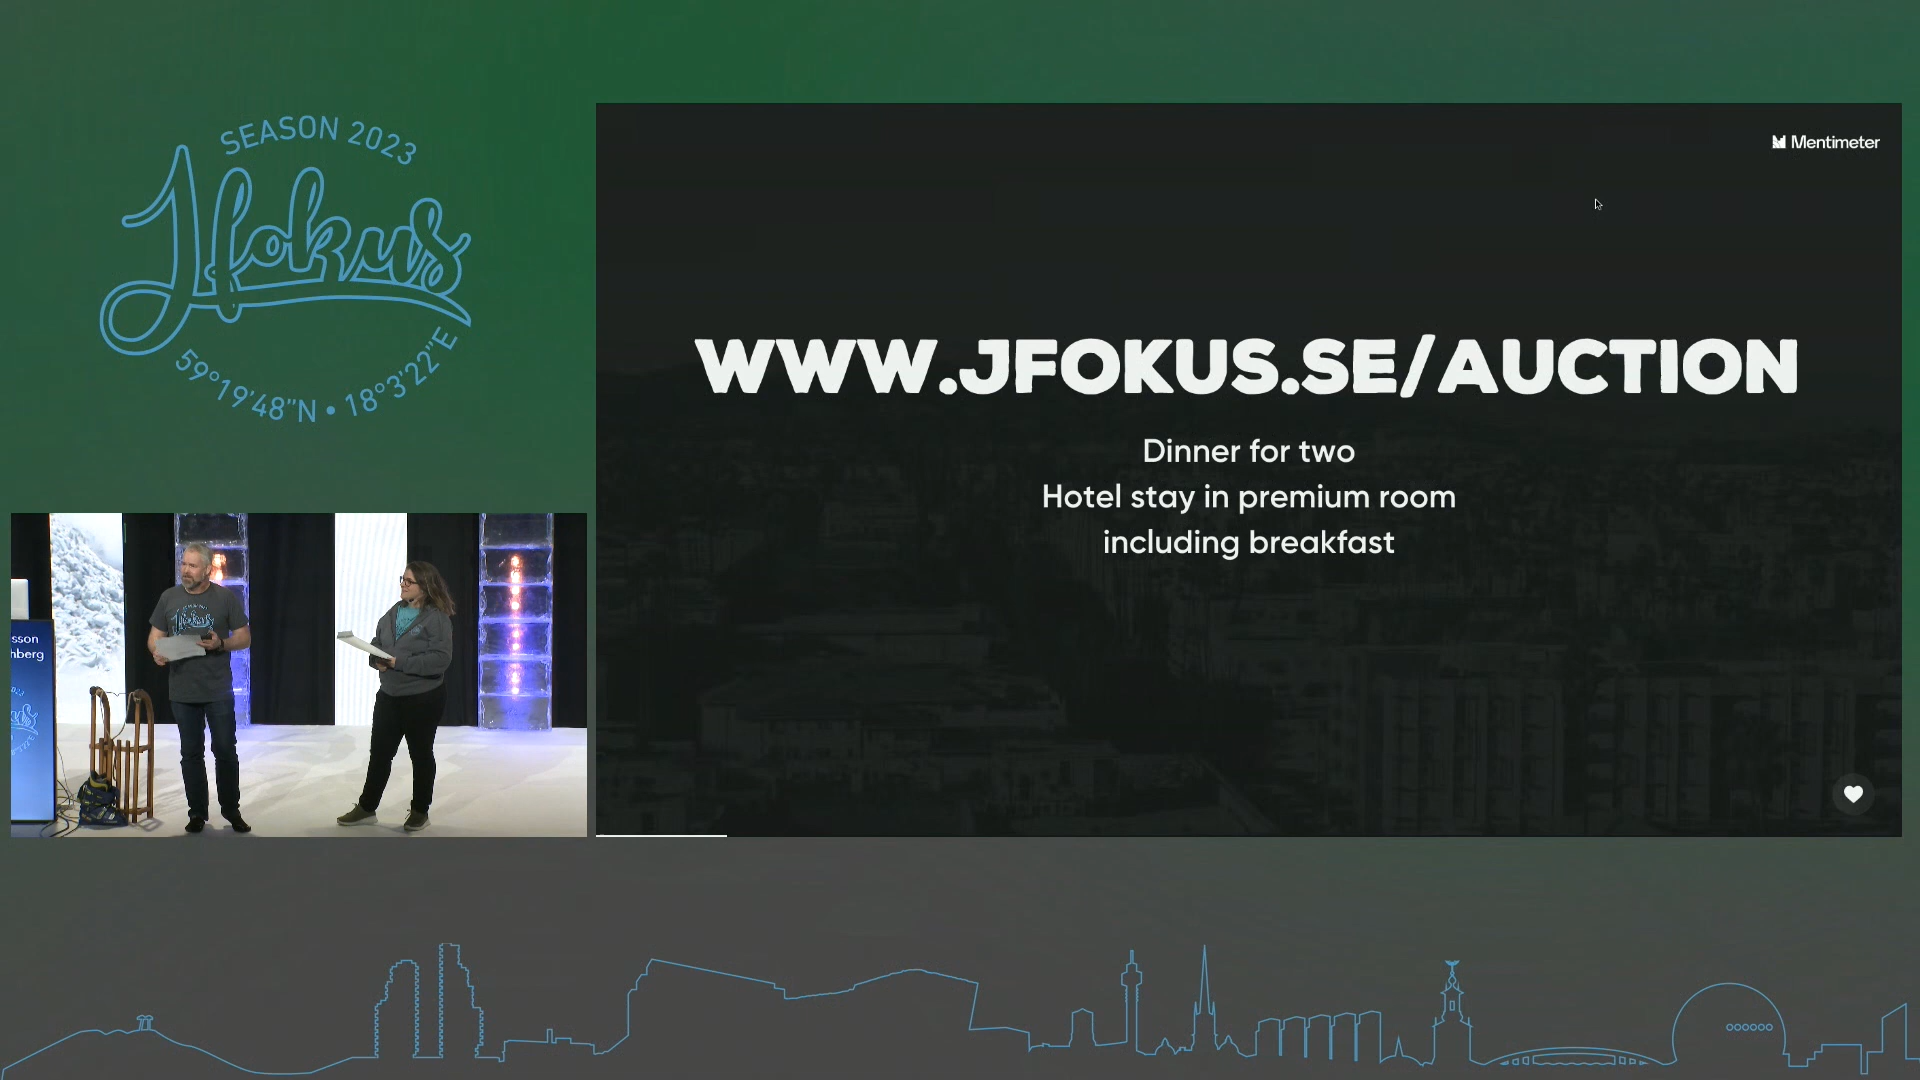 SEASON 2023
Jfokus
59°19'48"N • 18°3'22"E
Mentimeter
WWW.JFOKUS.SE/AUCTION
Dinner for two
Hotel stay in premium room
including breakfast
sson
hberg
Jfokus